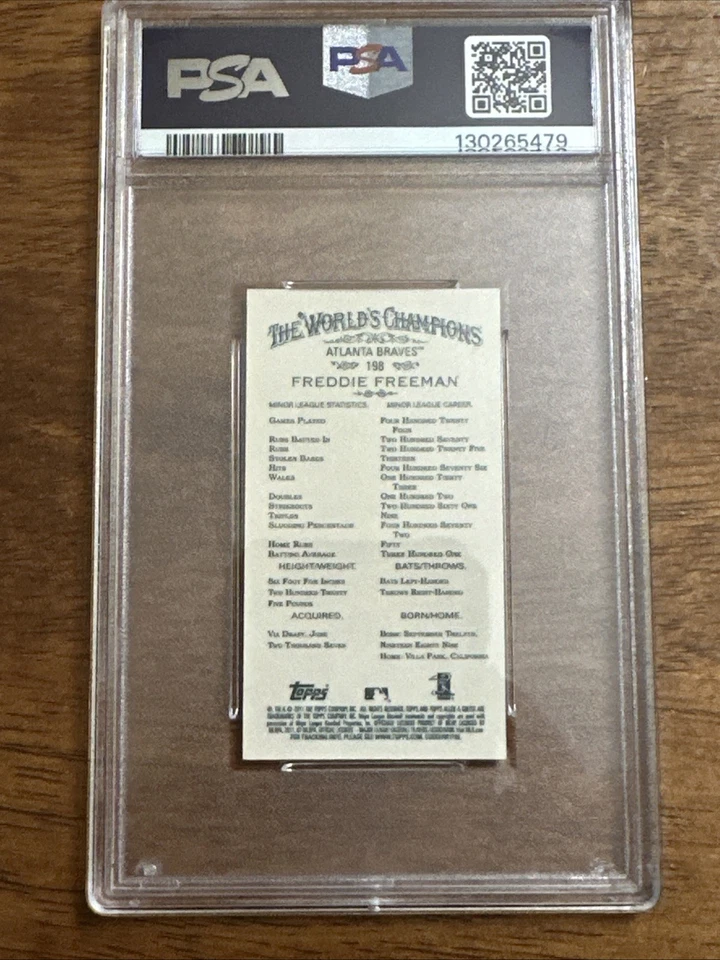 PSA
PSA
130265479
THE WORLD'S CHAMPIONS
ATLANTA BRAVES™
198
FREDDIE FREEMAN
MINOR LEAGUE STATISTICS. MINOR LEAGUE CAREER.
GAMES PLAYED FOUR HUNDRED TWENTY
FOUR
RUNS BATTED IN TWO HUNDRED SEVENTY
RUNS TWO HUNDRED TWENTY FIVE
STOLEN BASES THIRTEEN
HITS FOUR HUNDRED SEVENTY SIX
WALKS ONE HUNDRED THIRTY
THREE
DOUBLES ONE HUNDRED TWO
STRIKEOUTS TWO HUNDRED SIXTY ONE
TRIPLES NINE
SLUGGING PERCENTAGE FOUR HUNDRED SEVENTY
TWO
HOME RUNS FIFTY
BATTING AVERAGE THREE HUNDRED ONE
HEIGHT/WEIGHT. BATS/THROWS.
SIX FOOT FIVE INCHES BATS LEFT-HANDED
TWO HUNDRED TWENTY THROWS RIGHT-HANDED
FIVE POUNDS
ACQUIRED. BORN/HOME.
VIA DRAFT, JUNE BORN: SEPTEMBER TWELFTH,
TWO THOUSAND SEVEN NINETEEN EIGHTY NINE
HOME: VILLA PARK, CALIFORNIA
Topps